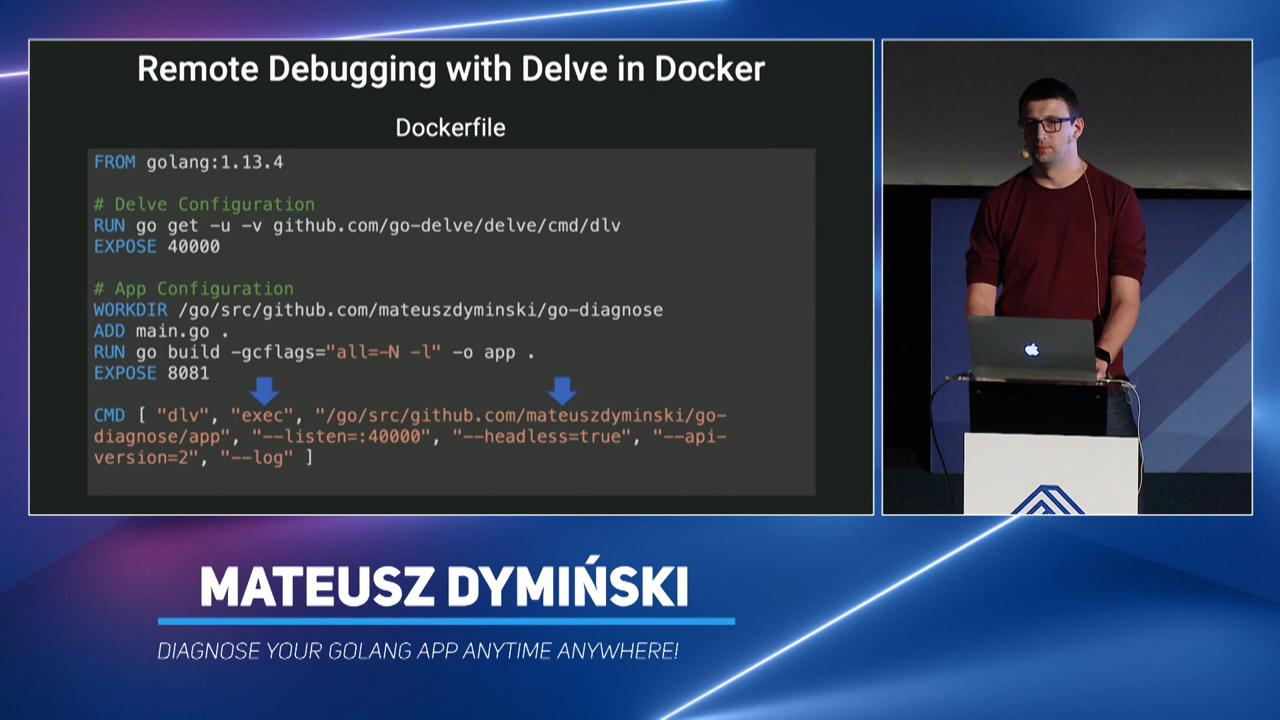 Remote Debugging with Delve in Docker
Dockerfile
FROM golang:1.13.4
# Delve Configuration
RUN go get -u -v github.com/go-delve/delve/cmd/dlv
EXPOSE 40000
# App Configuration
WORKDIR /go/src/github.com/mateuszdyminski/go-diagnose
ADD main.go .
RUN go build -gcflags="all=-N -l" -o app .
EXPOSE 8081
CMD [ "dlv", "exec", "/go/src/github.com/mateuszdyminski/go-
diagnose/app", "--listen=:40000", "--headless=true", "--api-
version=2", "--log" ]
MATEUSZ DYMIŃSKI
DIAGNOSE YOUR GOLANG APP ANYTIME ANYWHERE!